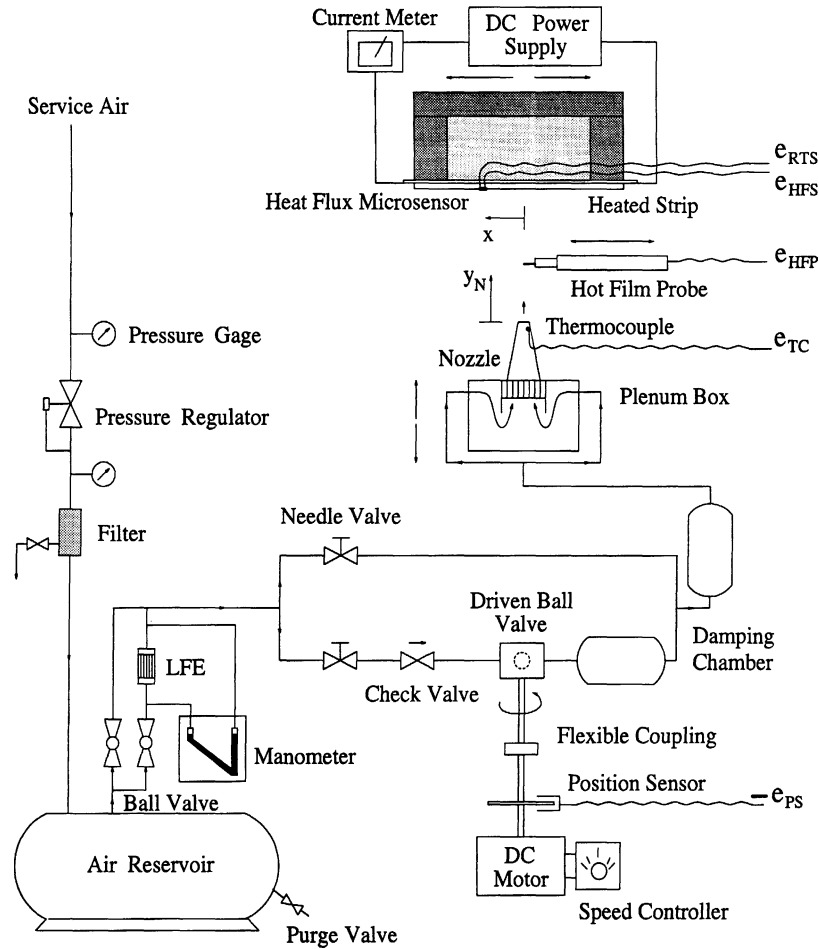 Current Meter
DC Power
Supply
Service Air
e_RTS
e_HFS
Heat Flux Microsensor
Heated Strip
x
e_HFP
y_N
Hot Film Probe
Pressure Gage
Thermocouple
e_TC
Nozzle
Plenum Box
Pressure Regulator
Needle Valve
Filter
Driven Ball
Valve
Damping
Chamber
LFE
Check Valve
Manometer
Flexible Coupling
Position Sensor
e_PS
Ball Valve
Air Reservoir
DC
Motor
Speed Controller
Purge Valve